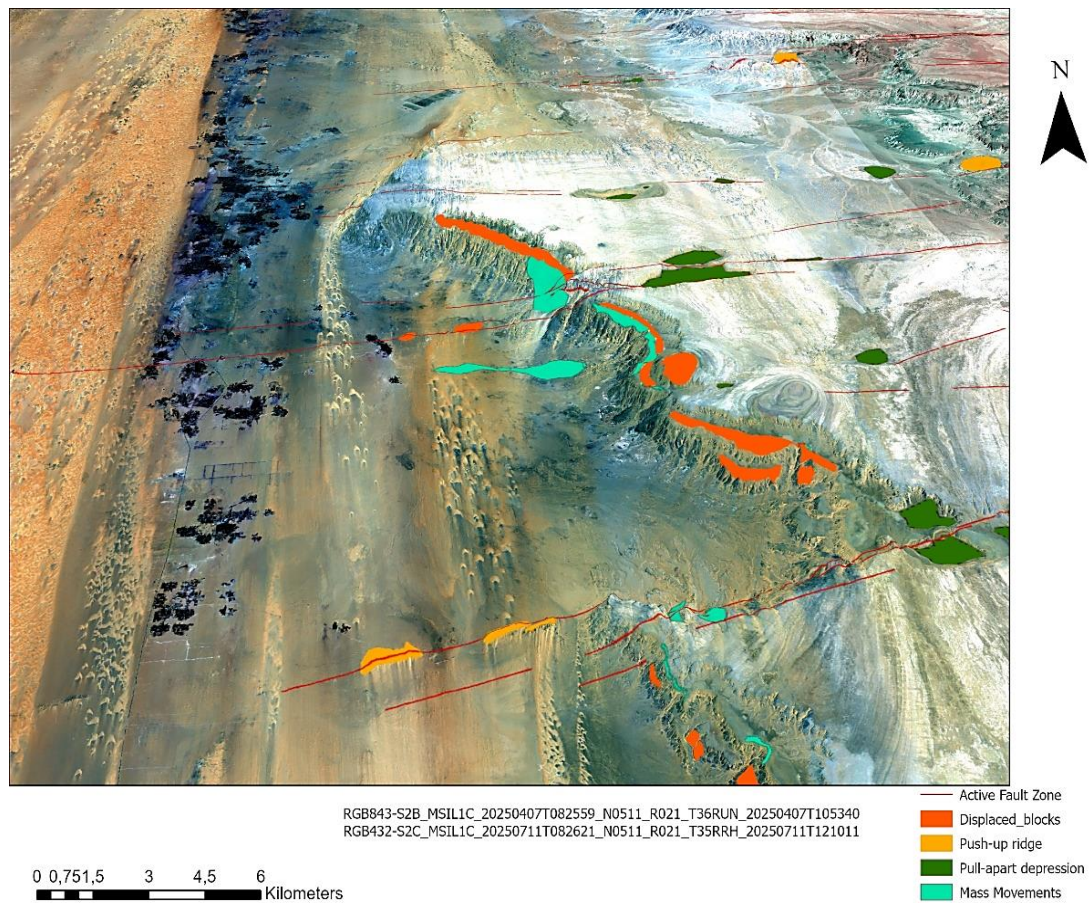 N
RGB843-S2B_MSIL1C_20250407T082559_N0511_R021_T36RUN_20250407T105340
RGB432-S2C_MSIL1C_20250711T082621_N0511_R021_T35RRH_20250711T121011
Active Fault Zone
Displaced_blocks
Push-up ridge
Pull-apart depression
Mass Movements
0 0,751,5 3 4,5 6
Kilometers